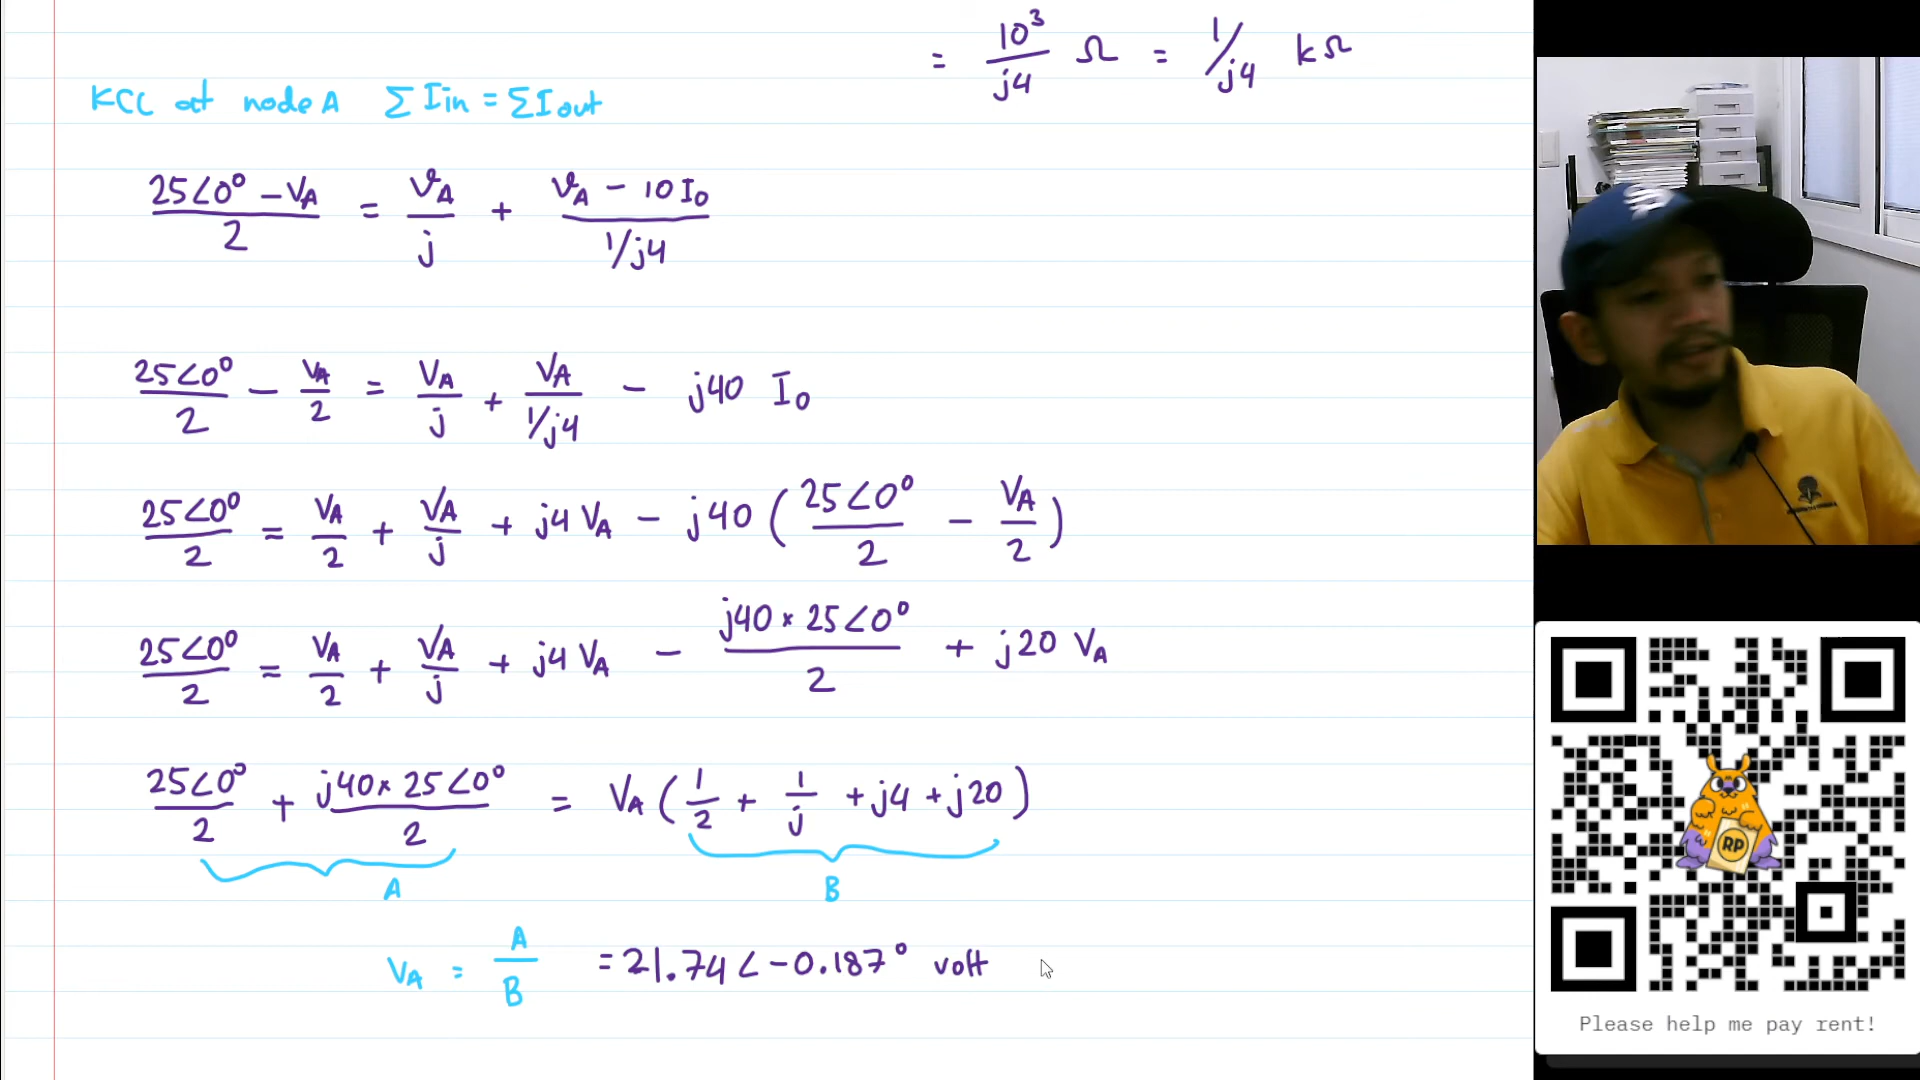 = 10³/j4 Ω = 1/j4 kΩ
KCL at node A ΣIin = ΣIout
(25∠0° − VA)/2 = VA/j + (VA − 10 I₀)/(1/j4)
25∠0°/2 − VA/2 = VA/j + VA/(1/j4) − j40 I₀
25∠0°/2 = VA/2 + VA/j + j4 VA − j40 (25∠0°/2 − VA/2)
25∠0°/2 = VA/2 + VA/j + j4 VA − (j40 × 25∠0°)/2 + j20 VA
25∠0°/2 + (j40 × 25∠0°)/2 = VA (1/2 + 1/j + j4 + j20)
A B
VA = A/B = 21.74∠−0.187° volt
RP
Please help me pay rent!